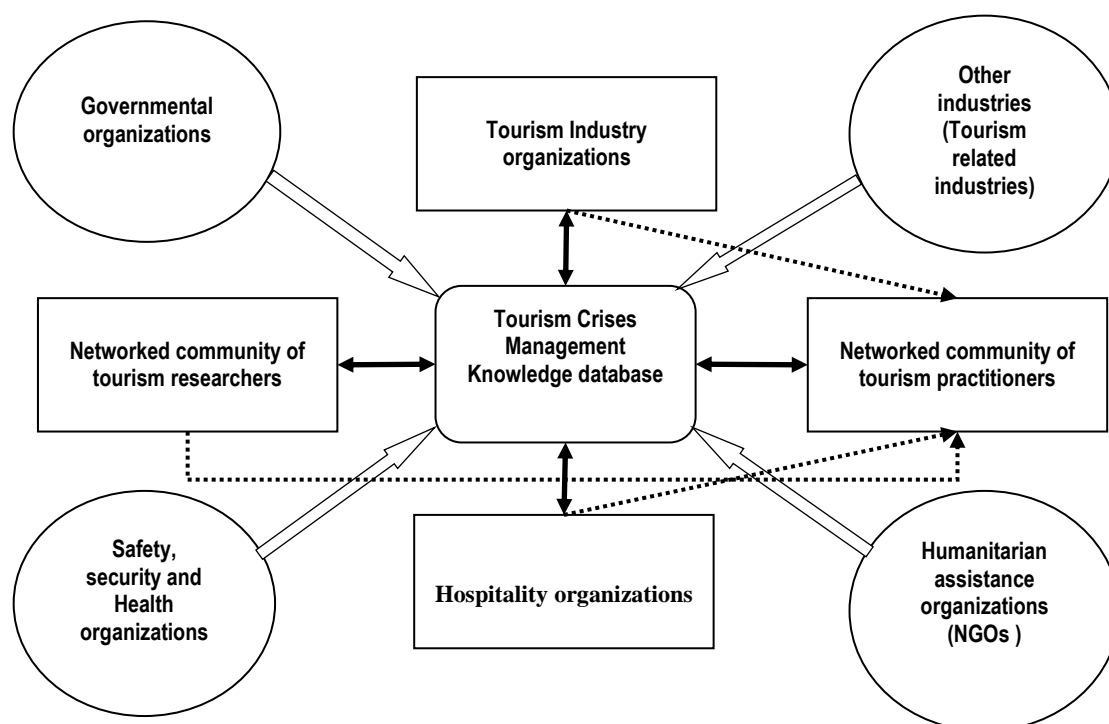 Governmental
organizations
Tourism Industry
organizations
Other
industries
(Tourism
related
industries)
Networked community of
tourism researchers
Tourism Crises
Management
Knowledge database
Networked community of
tourism practitioners
Safety,
security and
Health
organizations
Hospitality organizations
Humanitarian
assistance
organizations
(NGOs )